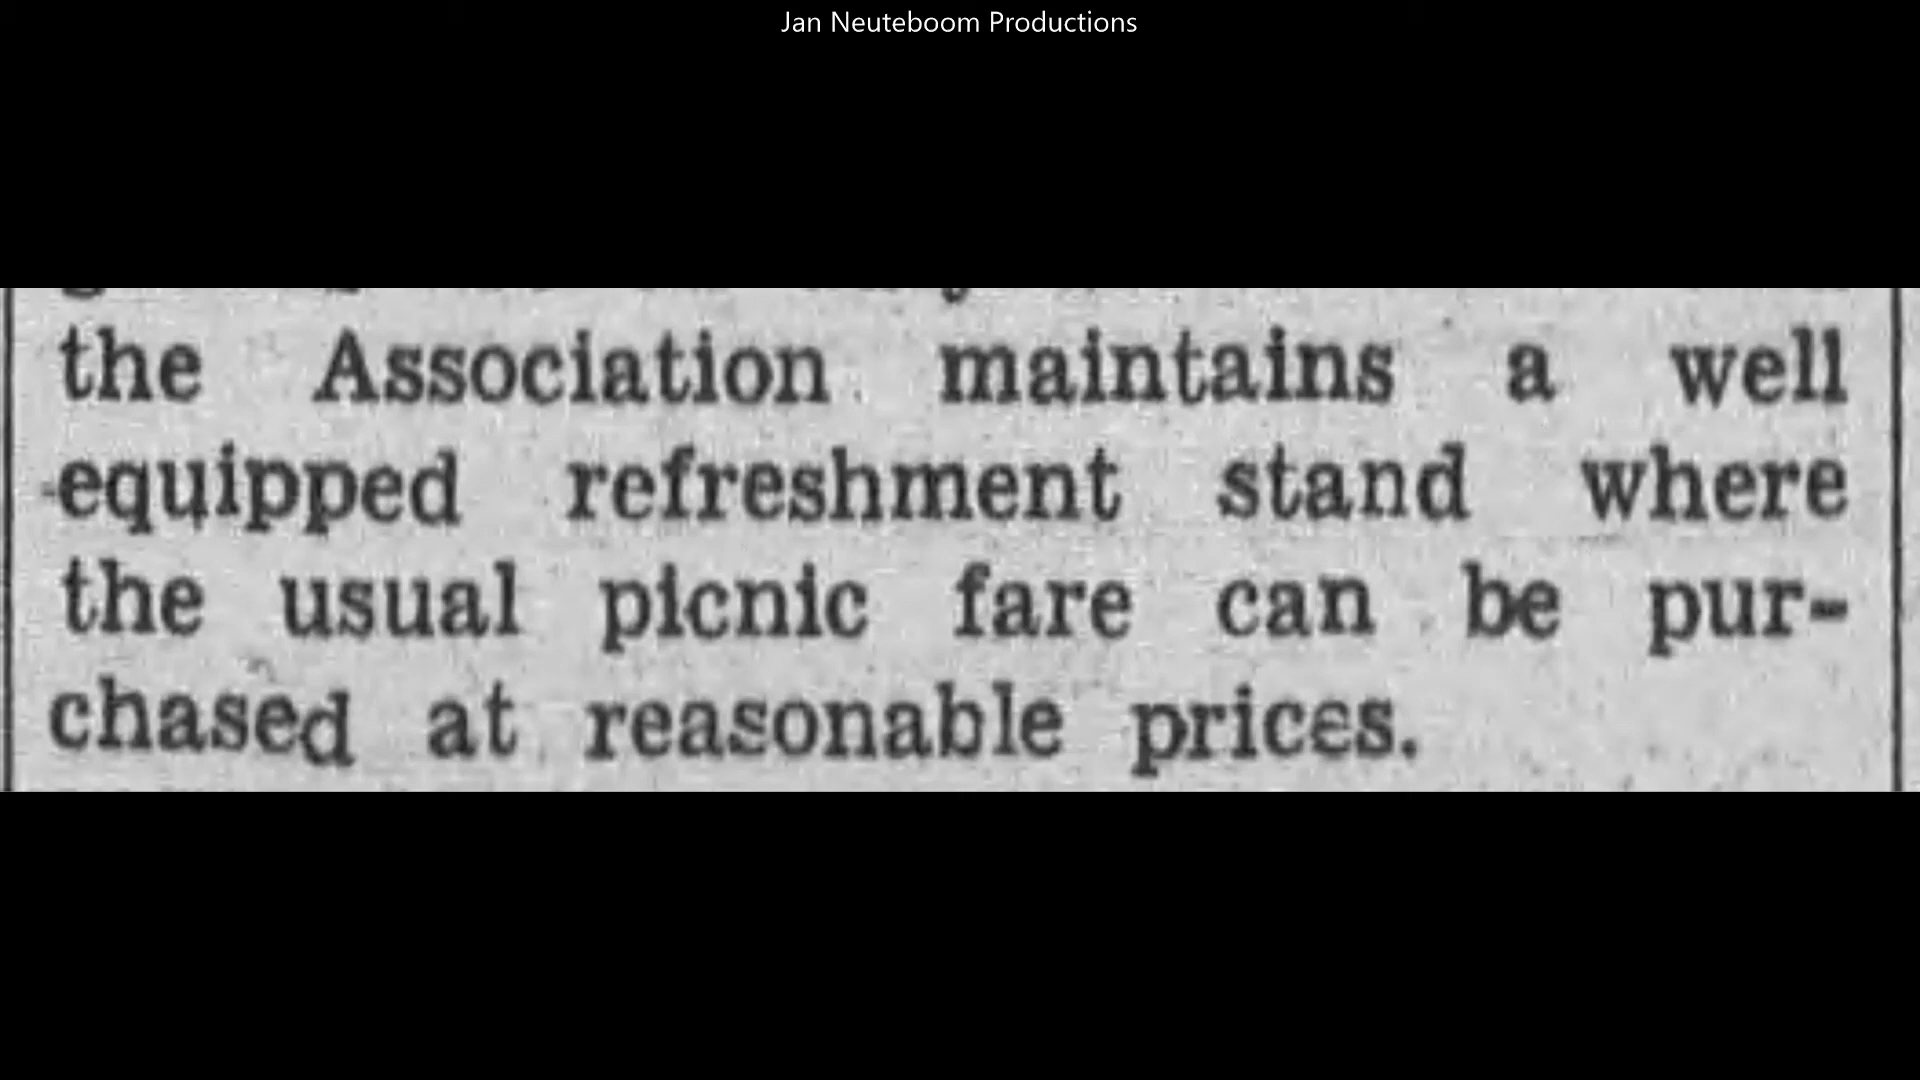 Jan Neuteboom Productions
the Association maintains a well
equipped refreshment stand where
the usual picnic fare can be pur-
chased at reasonable prices.